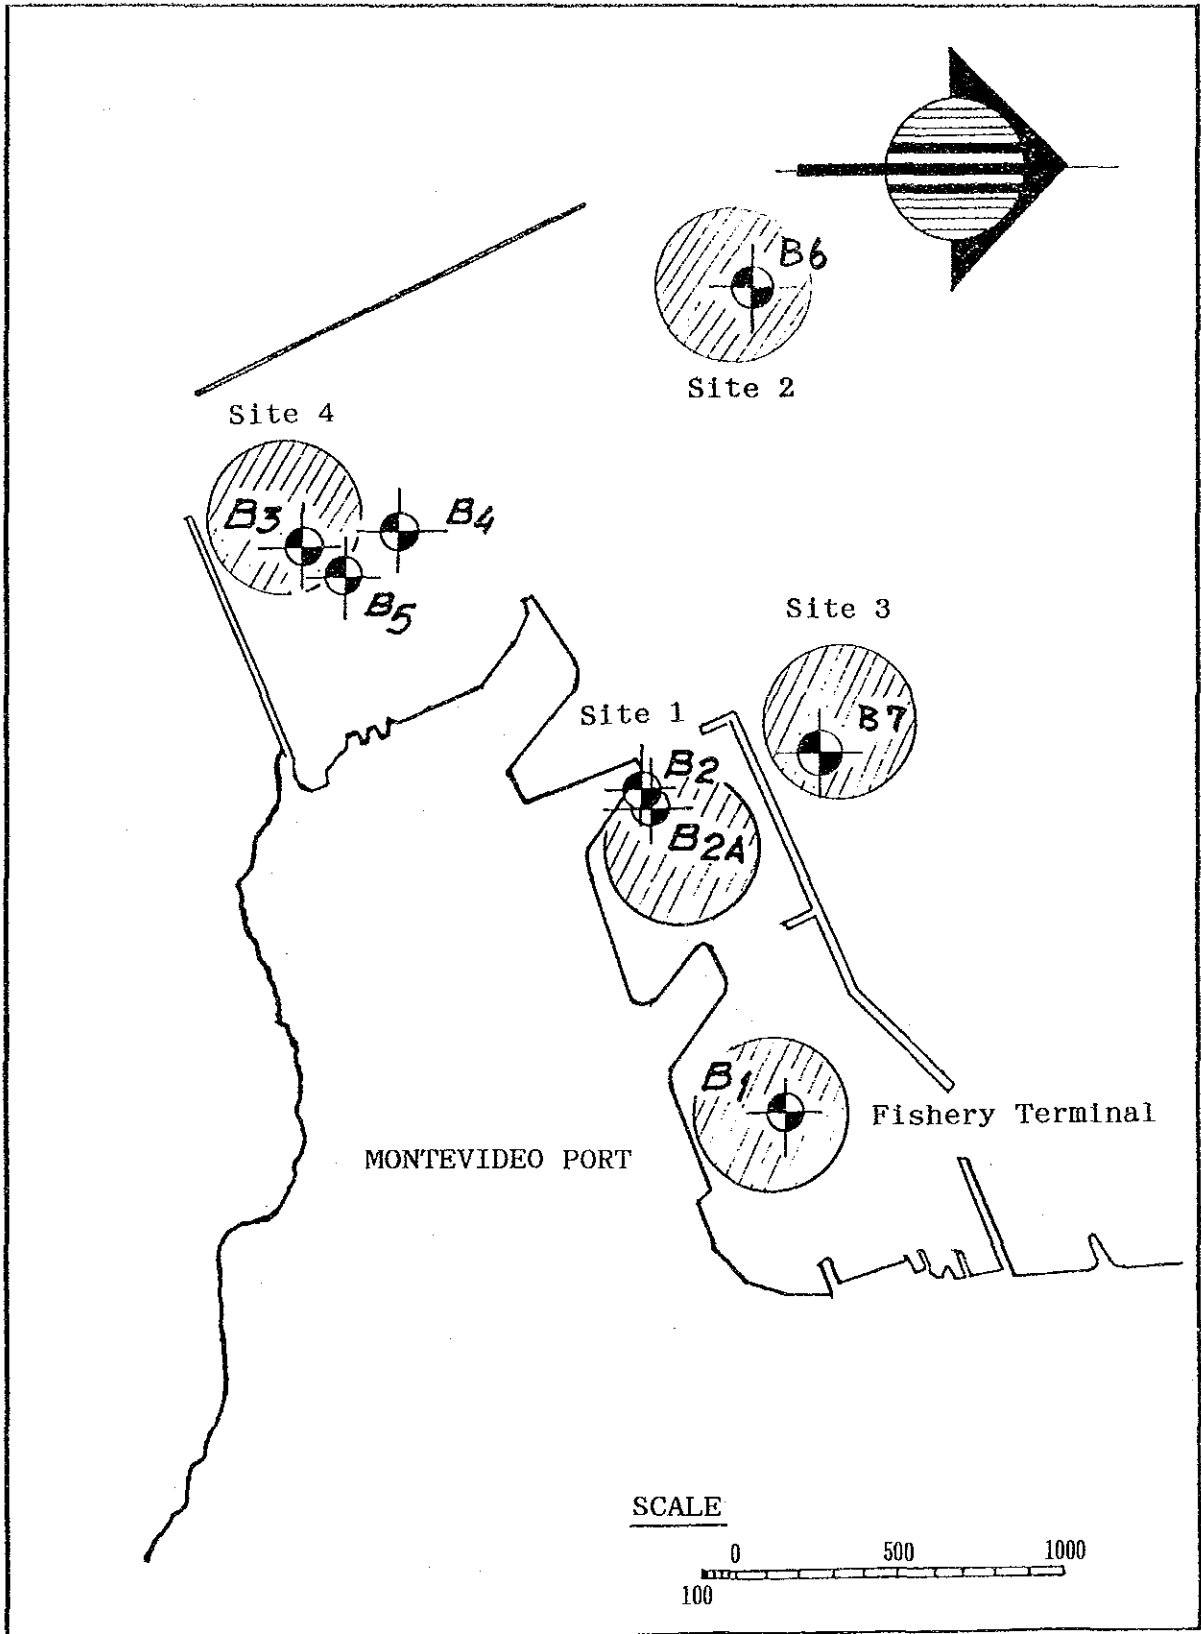 B6
Site 2
Site 4
B3
B4
B5
Site 3
B7
Site 1
B2
B2A
B1
Fishery Terminal
MONTEVIDEO PORT
SCALE
0 500 1000
100